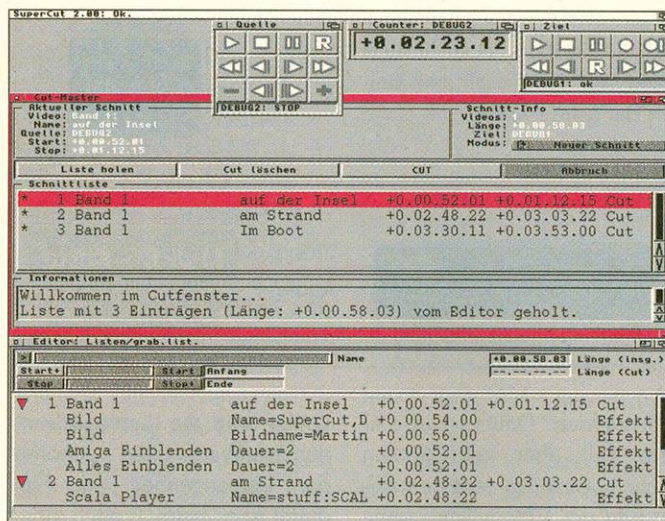 SuperCut 2.00: Ok.
Quelle
R
DEBUG2: STOP
Counter: DEBUG2
+0.02.23.12
Ziel
R
DEBUG1: ok
Cut-Master
Aktueller Schnitt
Video: Band 1:
Name: auf der Insel
Quelle: DEBUG2
Start: +0.00.52.01
Stop: +0.01.12.15
Schnitt-Info
Videos: 1
Länge: +0.00.58.03
Ziel: DEBUG1
Modus: Neuer Schnitt
Liste holen Cut löschen CUT Abbruch
Schnittliste
* 1 Band 1 auf der Insel +0.00.52.01 +0.01.12.15 Cut
* 2 Band 1 am Strand +0.02.48.22 +0.03.03.22 Cut
* 3 Band 1 Im Boot +0.03.30.11 +0.03.53.00 Cut
Informationen
Willkommen im Cutfenster...
Liste mit 3 Einträgen (Länge: +0.00.58.03) vom Editor geholt.
Editor: Listen/grab.list.
> Name +0.00.58.03 Länge (insg.)
Start+ Start Anfang --.--.--.-- Länge (Cut)
Stop Stop+ Ende
1 Band 1 auf der Insel +0.00.52.01 +0.01.12.15 Cut
Bild Name=SuperCut,D +0.00.54.00 Effekt
Bild Bildname=Martin +0.00.56.00 Effekt
Amiga Einblenden Dauer=2 +0.00.52.01 Effekt
Alles Einblenden Dauer=2 +0.00.52.01 Effekt
2 Band 1 am Strand +0.02.48.22 +0.03.03.22 Cut
Scala Player Name=stuff:SCAL +0.02.48.22 Effekt